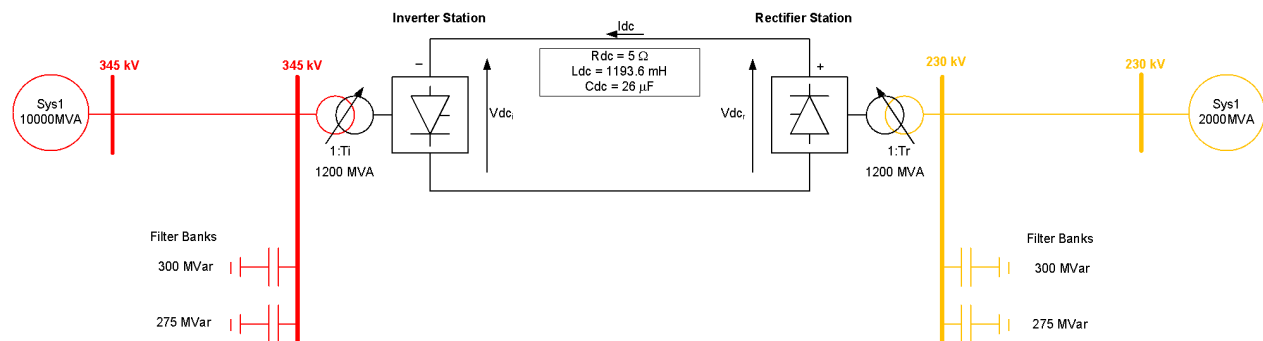 Inverter Station
Rectifier Station
Idc
345 kV
345 kV
Rdc = 5 Ω
Ldc = 1193.6 mH
Cdc = 26 μF
230 kV
230 kV
−
+
Sys1
10000MVA
Vdci
Vdcr
Sys1
2000MVA
1:Ti
1200 MVA
1:Tr
1200 MVA
Filter Banks
300 MVar
275 MVar
Filter Banks
300 MVar
275 MVar